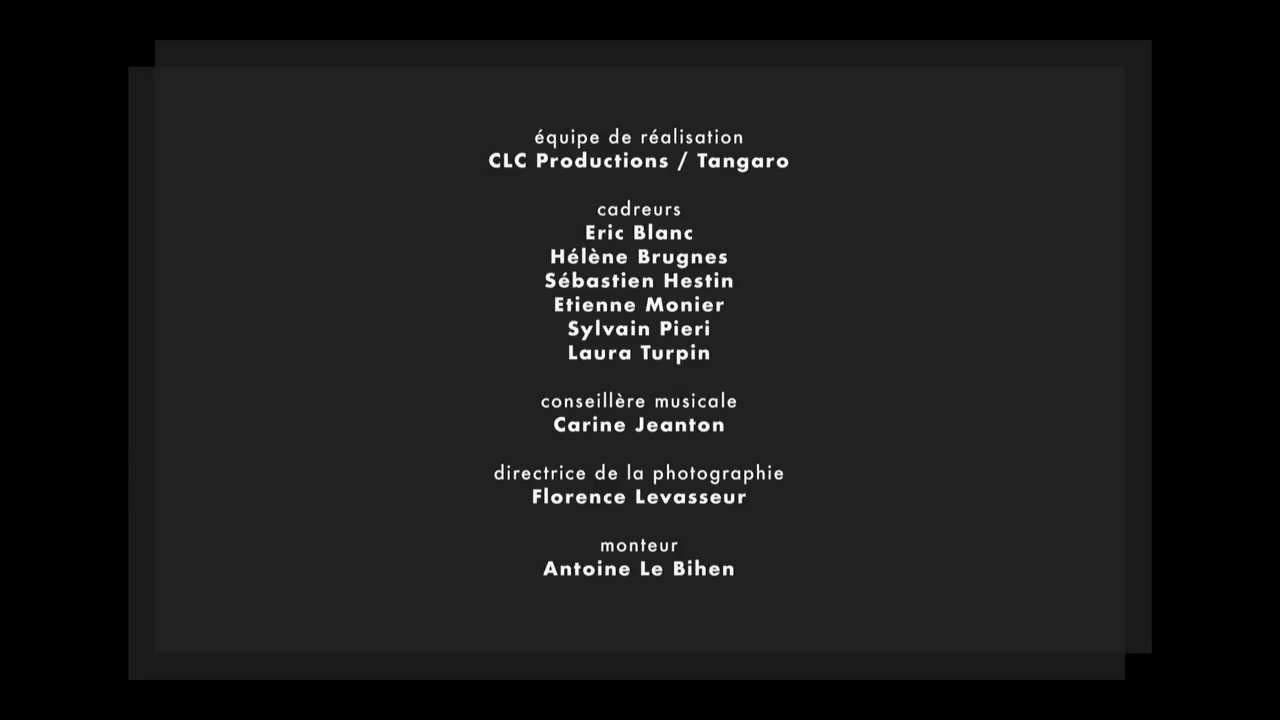 équipe de réalisation
CLC Productions / Tangaro
cadreurs
Eric Blanc
Hélène Brugnes
Sébastien Hestin
Etienne Monier
Sylvain Pieri
Laura Turpin
conseillère musicale
Carine Jeanton
directrice de la photographie
Florence Levasseur
monteur
Antoine Le Bihen